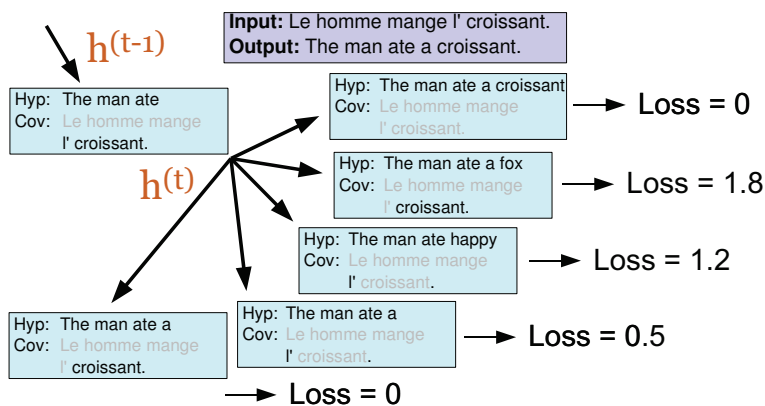 Input: Le homme mange l' croissant.
Output: The man ate a croissant.
h(t-1)
Hyp: The man ate
Cov: Le homme mange
l' croissant.
Hyp: The man ate a croissant
Cov: Le homme mange
l' croissant.
Loss = 0
h(t)
Hyp: The man ate a fox
Cov: Le homme mange
l' croissant.
Loss = 1.8
Hyp: The man ate happy
Cov: Le homme mange
l' croissant.
Loss = 1.2
Hyp: The man ate a
Cov: Le homme mange
l' croissant.
Loss = 0.5
Hyp: The man ate a
Cov: Le homme mange
l' croissant.
Loss = 0